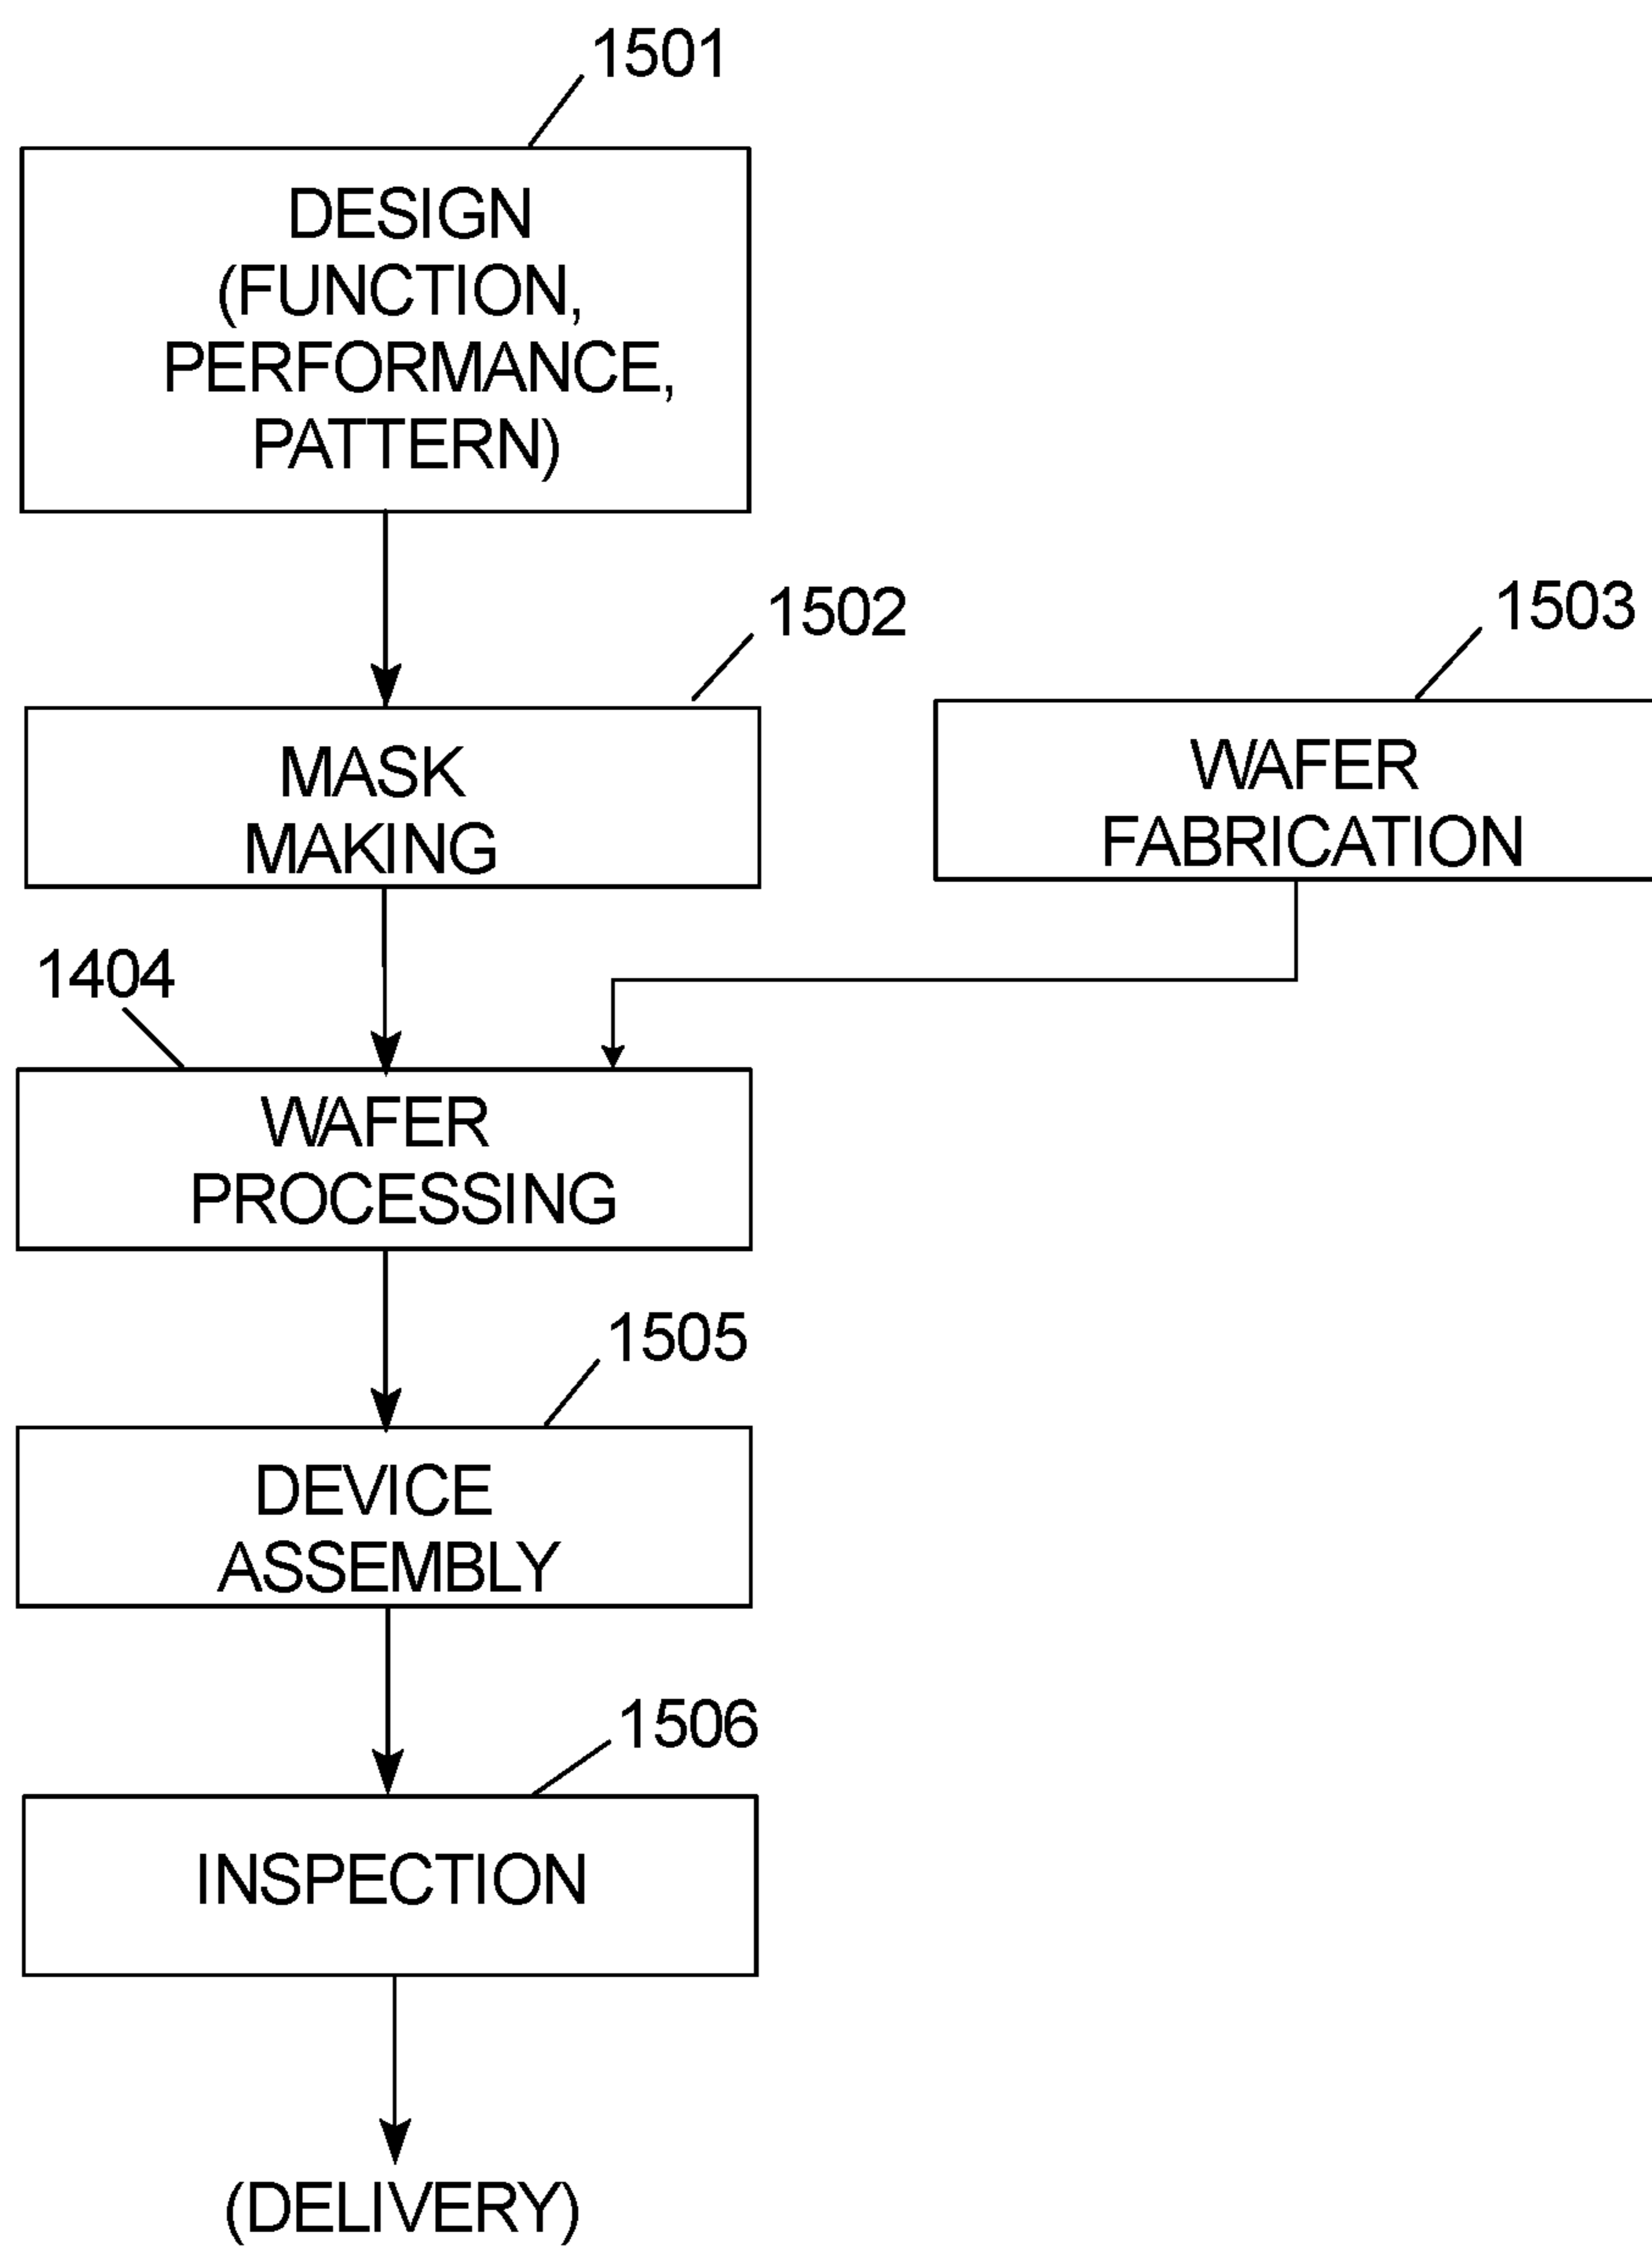 1501
DESIGN
(FUNCTION,
PERFORMANCE,
PATTERN)
1502
MASK
MAKING
1503
WAFER
FABRICATION
1404
WAFER
PROCESSING
1505
DEVICE
ASSEMBLY
1506
INSPECTION
(DELIVERY)